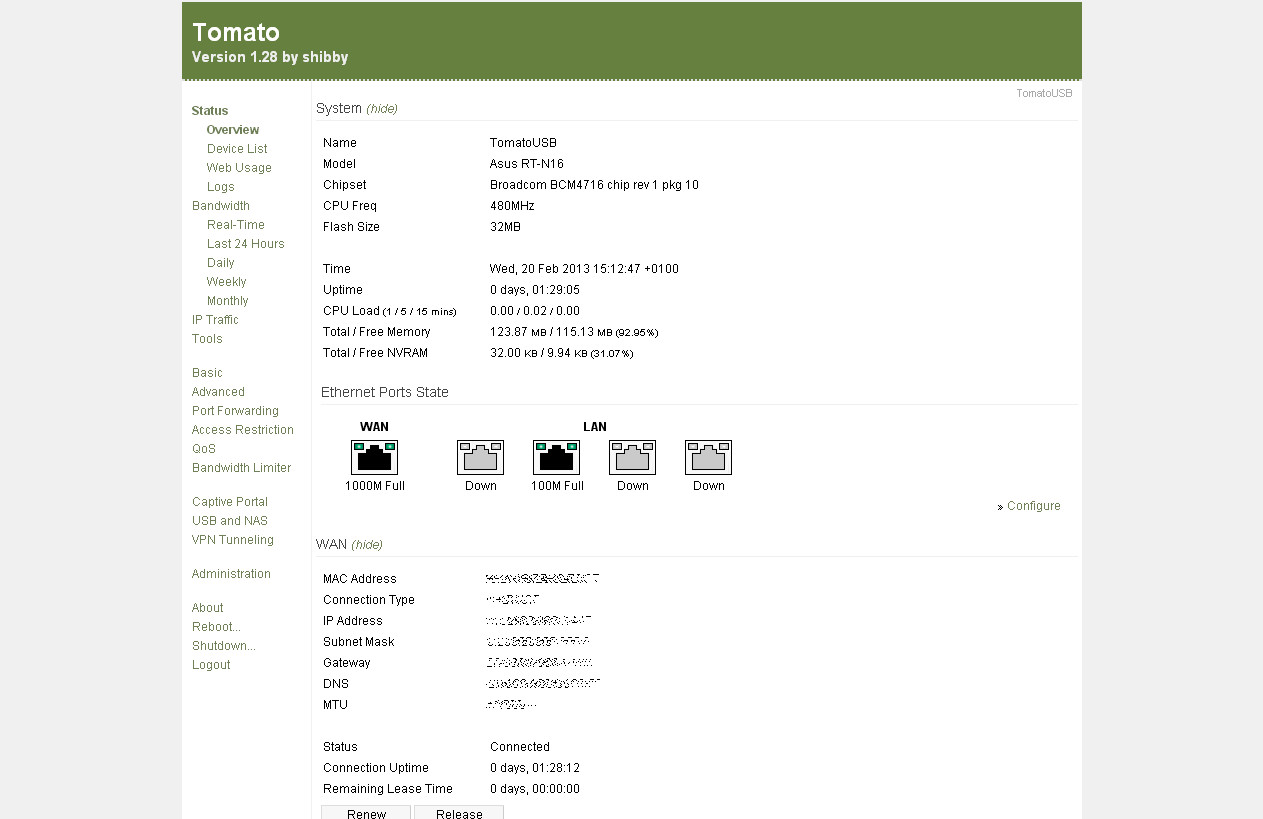 Tomato
Version 1.28 by shibby
TomatoUSB
Status
Overview
Device List
Web Usage
Logs
Bandwidth
Real-Time
Last 24 Hours
Daily
Weekly
Monthly
IP Traffic
Tools
Basic
Advanced
Port Forwarding
Access Restriction
QoS
Bandwidth Limiter
Captive Portal
USB and NAS
VPN Tunneling
Administration
About
Reboot...
Shutdown...
Logout
System (hide)
Name TomatoUSB
Model Asus RT-N16
Chipset Broadcom BCM4716 chip rev 1 pkg 10
CPU Freq 480MHz
Flash Size 32MB
Time Wed, 20 Feb 2013 15:12:47 +0100
Uptime 0 days, 01:29:05
CPU Load (1 / 5 / 15 mins) 0.00 / 0.02 / 0.00
Total / Free Memory 123.87 MB / 115.13 MB (92.95%)
Total / Free NVRAM 32.00 KB / 9.94 KB (31.07%)
Ethernet Ports State
WAN LAN
1000M Full Down 100M Full Down Down
» Configure
WAN (hide)
MAC Address
Connection Type
IP Address
Subnet Mask
Gateway
DNS
MTU
Status Connected
Connection Uptime 0 days, 01:28:12
Remaining Lease Time 0 days, 00:00:00
Renew Release